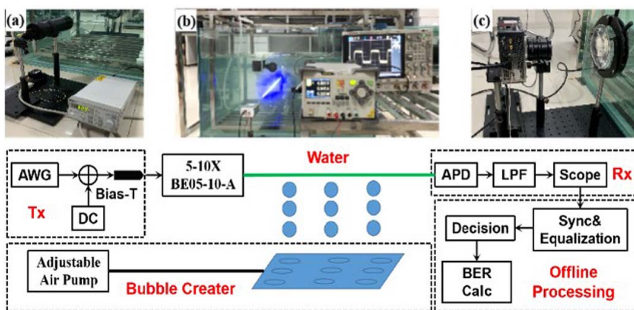 (a)
(b)
(c)
AWG
Bias-T
DC
Tx
5-10X
BE05-10-A
Water
APD
LPF
Scope
Rx
Sync&
Equalization
Decision
BER
Calc
Offline
Processing
Adjustable
Air Pump
Bubble Creater